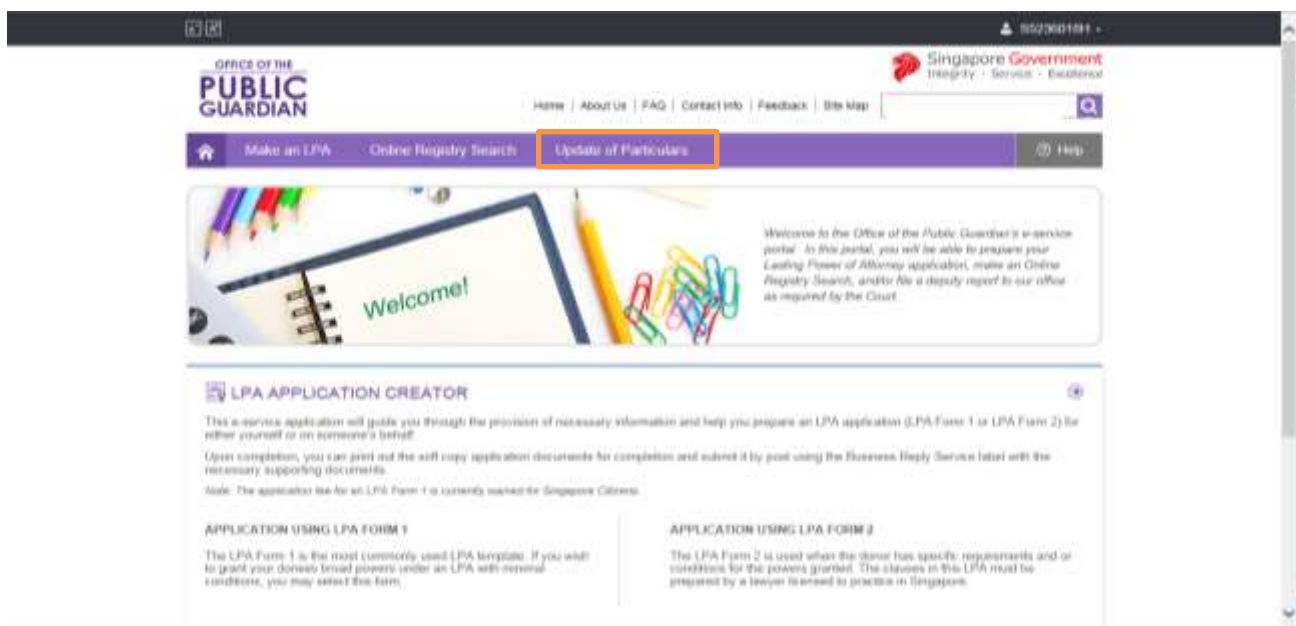 OFFICE OF THE
PUBLIC
GUARDIAN
Singapore Government
Integrity · Service · Excellence
Home | About Us | FAQ | Contact Info | Feedback | Site Map
Make an LPA Online Registry Search Update of Particulars Help
Welcome!
Welcome to the Office of the Public Guardian's e-service
portal. In this portal, you will be able to prepare your
Lasting Power of Attorney application, make an Online
Registry Search, and/or file a deputy report to our office
as required by the Court.
LPA APPLICATION CREATOR
This e-service application will guide you through the provision of necessary information and help you prepare an LPA application (LPA Form 1 or LPA Form 2) for
either yourself or on someone's behalf.
Upon completion, you can print out the soft copy application documents for completion and submit it by post using the Business Reply Service label with the
necessary supporting documents.
Note: The application fee for an LPA Form 1 is currently waived for Singapore Citizens.
APPLICATION USING LPA FORM 1
The LPA Form 1 is the most commonly used LPA template. If you wish
to grant your donees broad powers under an LPA with minimal
conditions, you may select this form.
APPLICATION USING LPA FORM 2
The LPA Form 2 is used when the donor has specific requirements and or
conditions for the powers granted. The clauses in this LPA must be
prepared by a lawyer licensed to practice in Singapore.